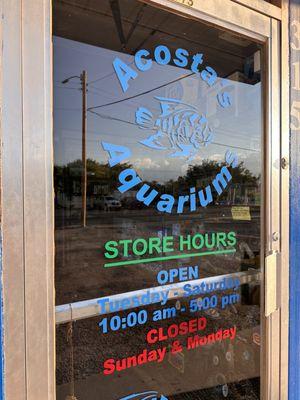 Acosta's
Aquariums
STORE HOURS
OPEN
Tuesday - Saturday
10:00 am - 5:00 pm
CLOSED
Sunday & Monday